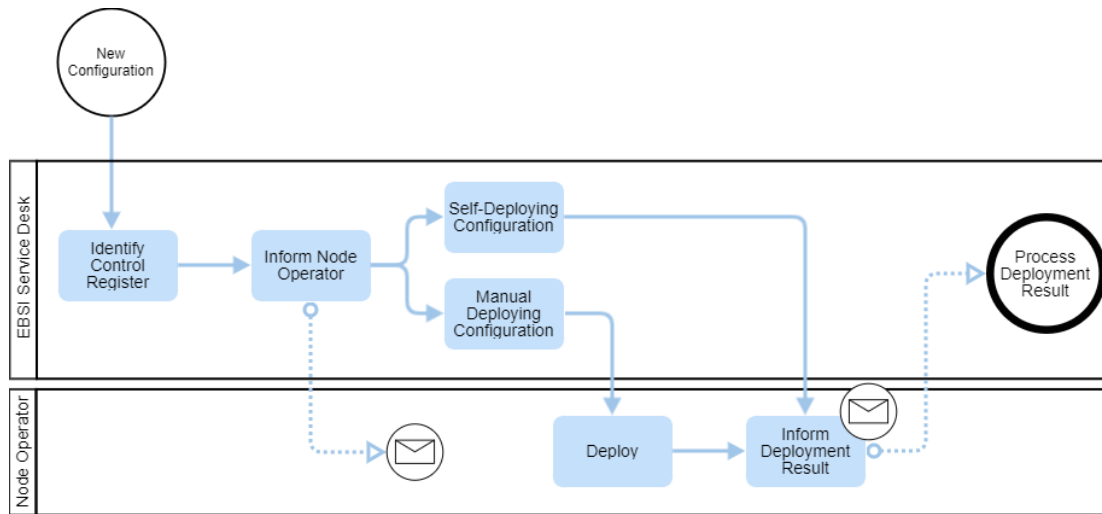 New
Configuration
EBSI Service Desk
Identify
Control
Register
Inform Node
Operator
Self-Deploying
Configuration
Manual
Deploying
Configuration
Process
Deployment
Result
Node Operator
Deploy
Inform
Deployment
Result